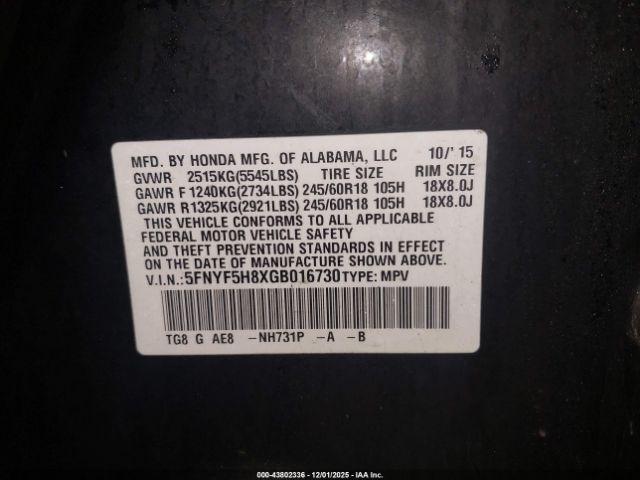 MFD. BY HONDA MFG. OF ALABAMA, LLC 10/'15
GVWR 2515KG(5545LBS) TIRE SIZE RIM SIZE
GAWR F 1240KG(2734LBS) 245/60R18 105H 18X8.0J
GAWR R1325KG(2921LBS) 245/60R18 105H 18X8.0J
THIS VEHICLE CONFORMS TO ALL APPLICABLE
FEDERAL MOTOR VEHICLE SAFETY
AND THEFT PREVENTION STANDARDS IN EFFECT
ON THE DATE OF MANUFACTURE SHOWN ABOVE.
V.I.N.:5FNYF5H8XGB016730 TYPE: MPV
TG8 G AE8 -NH731P -A -B
000-43802336 - 12/01/2025 - IAA Inc.